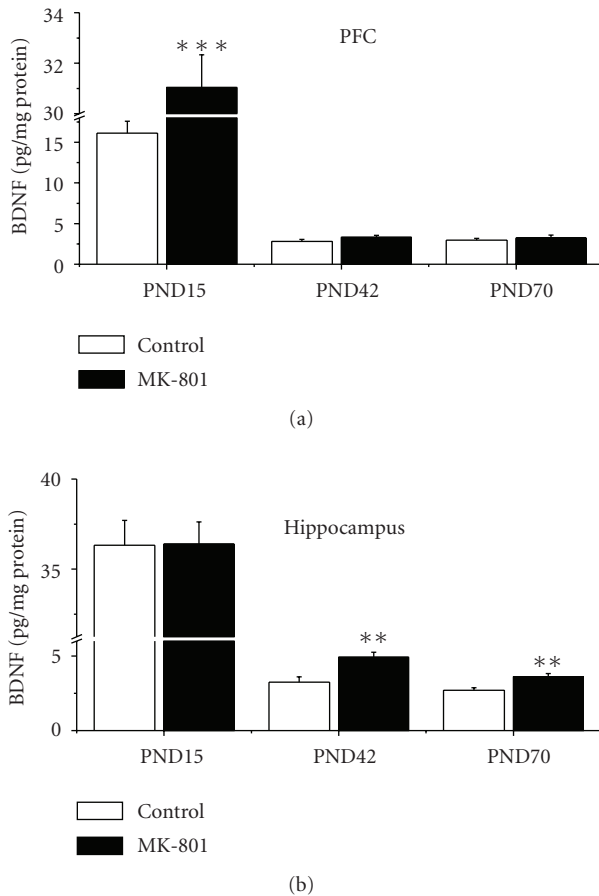 PFC
***
BDNF (pg/mg protein)
34
32
30
15
10
5
0
PND15 PND42 PND70
Control
MK-801
(a)
Hippocampus
BDNF (pg/mg protein)
40
35
5
0
**
**
PND15 PND42 PND70
Control
MK-801
(b)